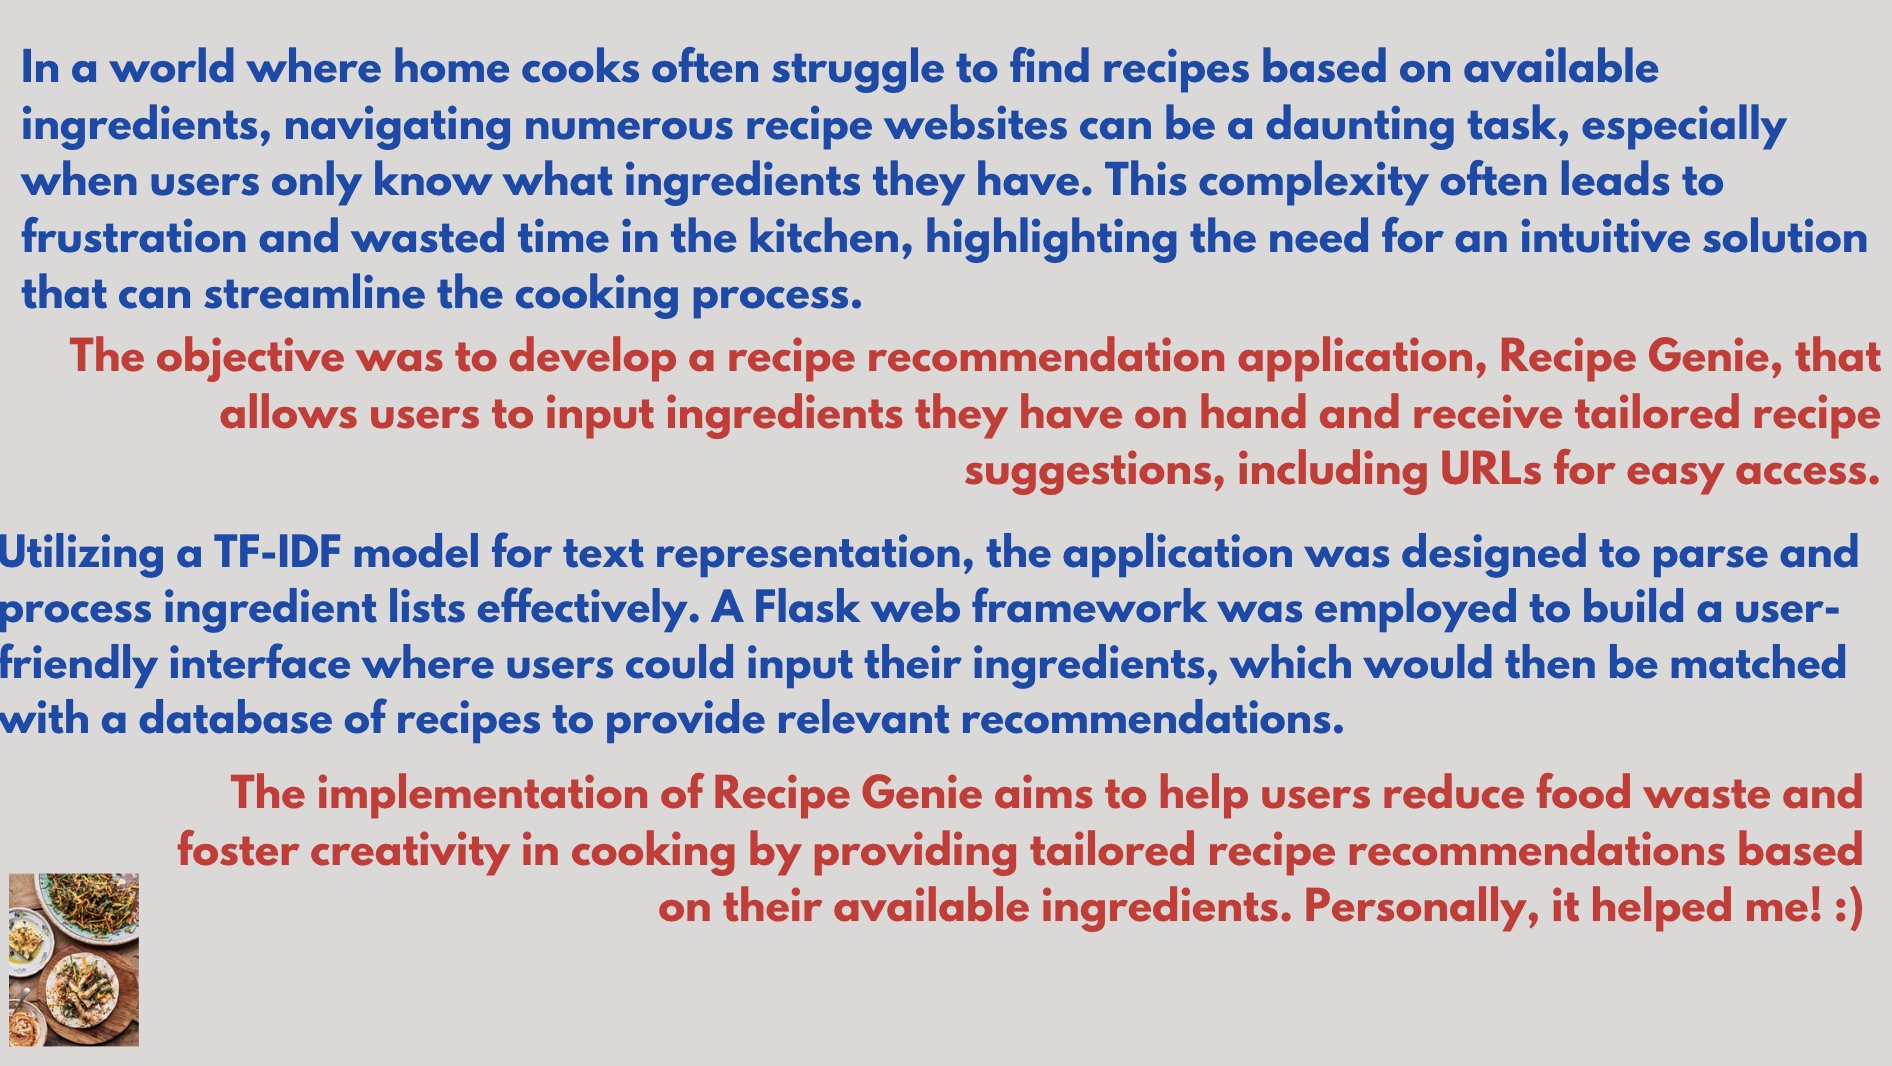 In a world where home cooks often struggle to find recipes based on available
ingredients, navigating numerous recipe websites can be a daunting task, especially
when users only know what ingredients they have. This complexity often leads to
frustration and wasted time in the kitchen, highlighting the need for an intuitive solution
that can streamline the cooking process.
The objective was to develop a recipe recommendation application, Recipe Genie, that
allows users to input ingredients they have on hand and receive tailored recipe
suggestions, including URLs for easy access.
Utilizing a TF-IDF model for text representation, the application was designed to parse and
process ingredient lists effectively. A Flask web framework was employed to build a user-
friendly interface where users could input their ingredients, which would then be matched
with a database of recipes to provide relevant recommendations.
The implementation of Recipe Genie aims to help users reduce food waste and
foster creativity in cooking by providing tailored recipe recommendations based
on their available ingredients. Personally, it helped me! :)